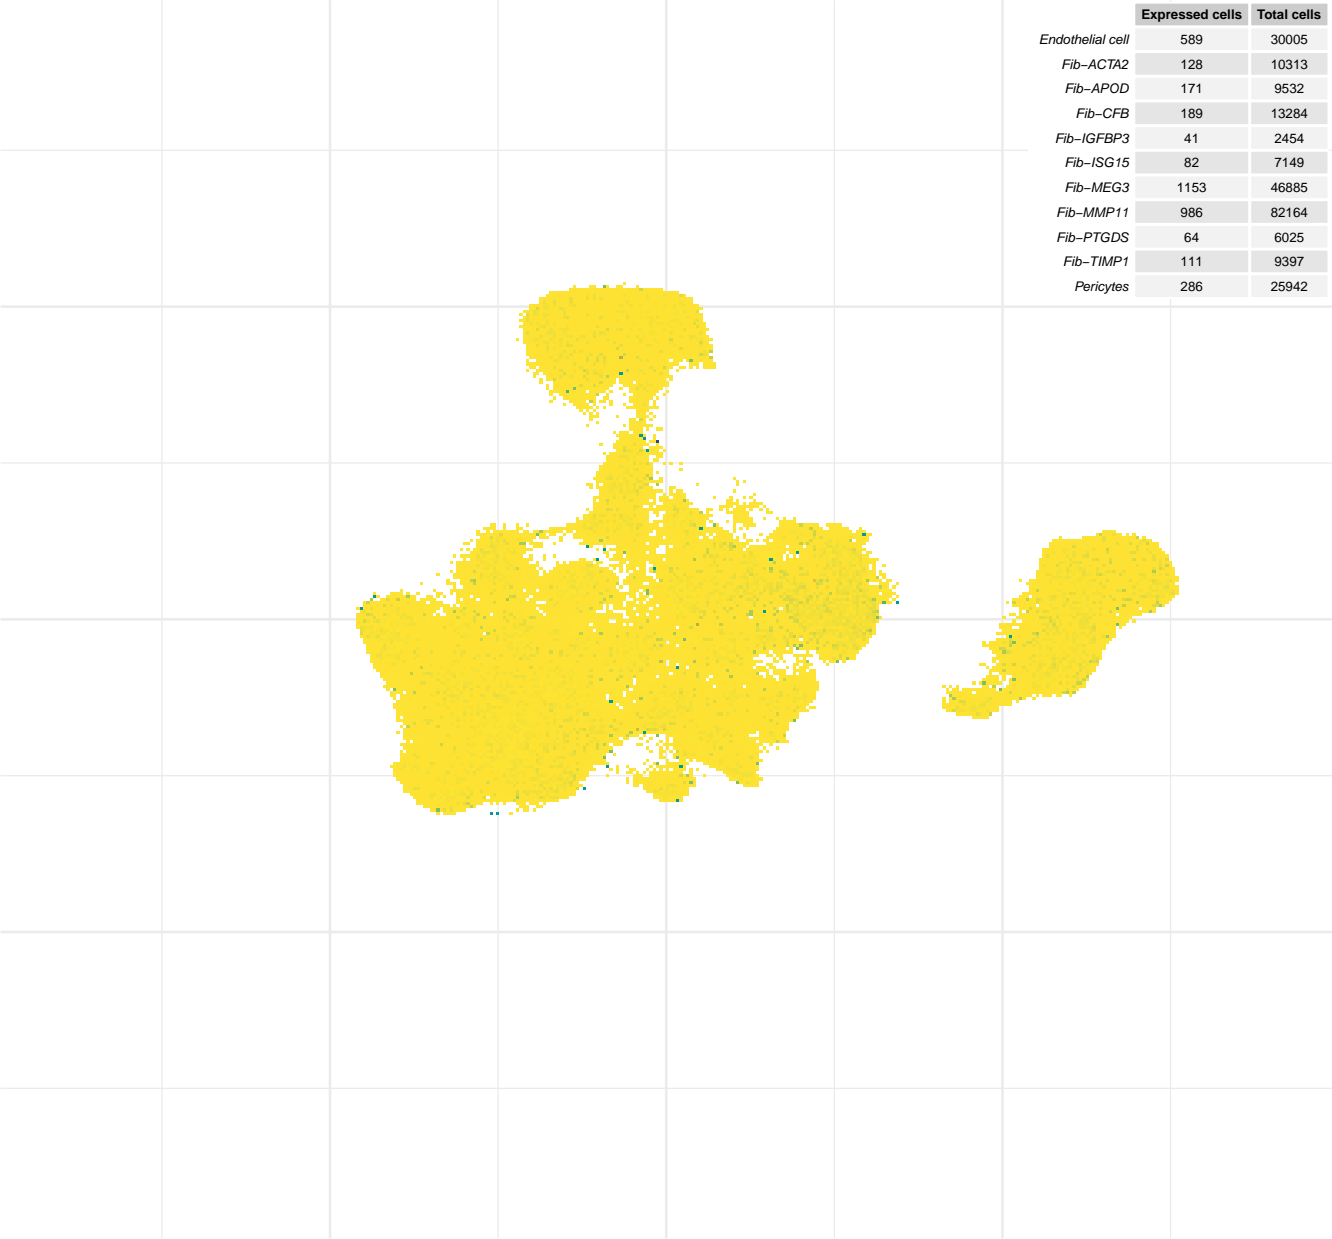 Expressed cells Total cells
Endothelial cell 589 30005
Fib−ACTA2 128 10313
Fib−APOD 171 9532
Fib−CFB 189 13284
Fib−IGFBP3 41 2454
Fib−ISG15 82 7149
Fib−MEG3 1153 46885
Fib−MMP11 986 82164
Fib−PTGDS 64 6025
Fib−TIMP1 111 9397
Pericytes 286 25942